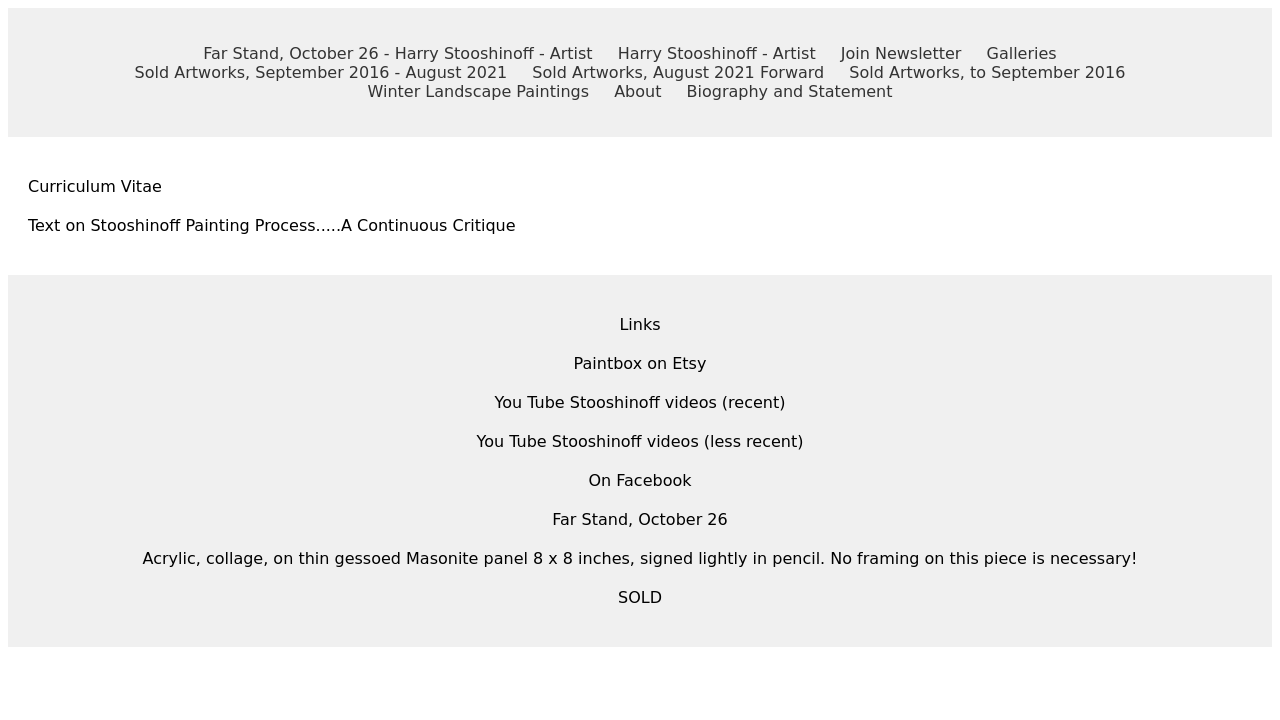 Far Stand, October 26 - Harry Stooshinoff - Artist Harry Stooshinoff - Artist Join Newsletter Galleries
Sold Artworks, September 2016 - August 2021 Sold Artworks, August 2021 Forward Sold Artworks, to September 2016
Winter Landscape Paintings About Biography and Statement
Curriculum Vitae
Text on Stooshinoff Painting Process.....A Continuous Critique
Links
Paintbox on Etsy
You Tube Stooshinoff videos (recent)
You Tube Stooshinoff videos (less recent)
On Facebook
Far Stand, October 26
Acrylic, collage, on thin gessoed Masonite panel 8 x 8 inches, signed lightly in pencil. No framing on this piece is necessary!
SOLD